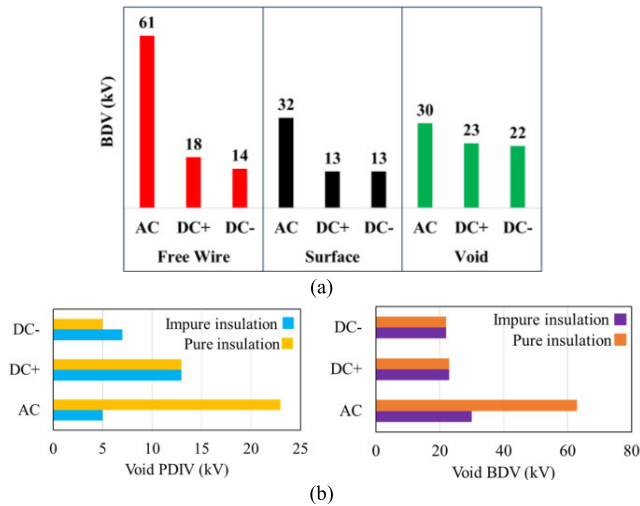 BDV (kV)
61
18
14
32
13
13
30
23
22
AC DC+ DC- AC DC+ DC- AC DC+ DC-
Free Wire Surface Void
(a)
Impure insulation
Pure insulation
DC-
DC+
AC
0 5 10 15 20 25
Void PDIV (kV)
Impure insulation
Pure insulation
DC-
DC+
AC
0 20 40 60 80
Void BDV (kV)
(b)